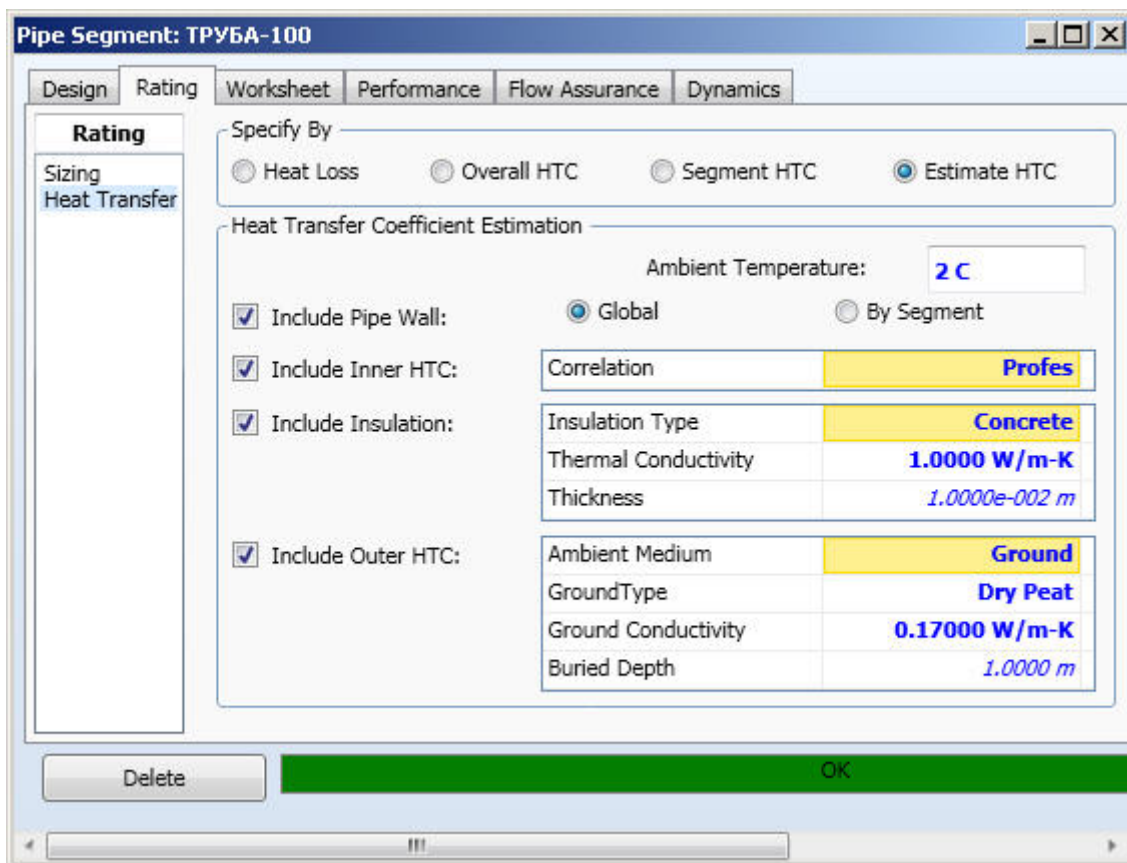 Pipe Segment: ТРУБА-100
Design Rating Worksheet Performance Flow Assurance Dynamics
Rating
Sizing
Heat Transfer
Specify By
Heat Loss Overall HTC Segment HTC Estimate HTC
Heat Transfer Coefficient Estimation
Ambient Temperature: 2 C
Include Pipe Wall: Global By Segment
Include Inner HTC: Correlation Profes
Include Insulation: Insulation Type Concrete
Thermal Conductivity 1.0000 W/m-K
Thickness 1.0000e-002 m
Include Outer HTC: Ambient Medium Ground
GroundType Dry Peat
Ground Conductivity 0.17000 W/m-K
Buried Depth 1.0000 m
Delete OK